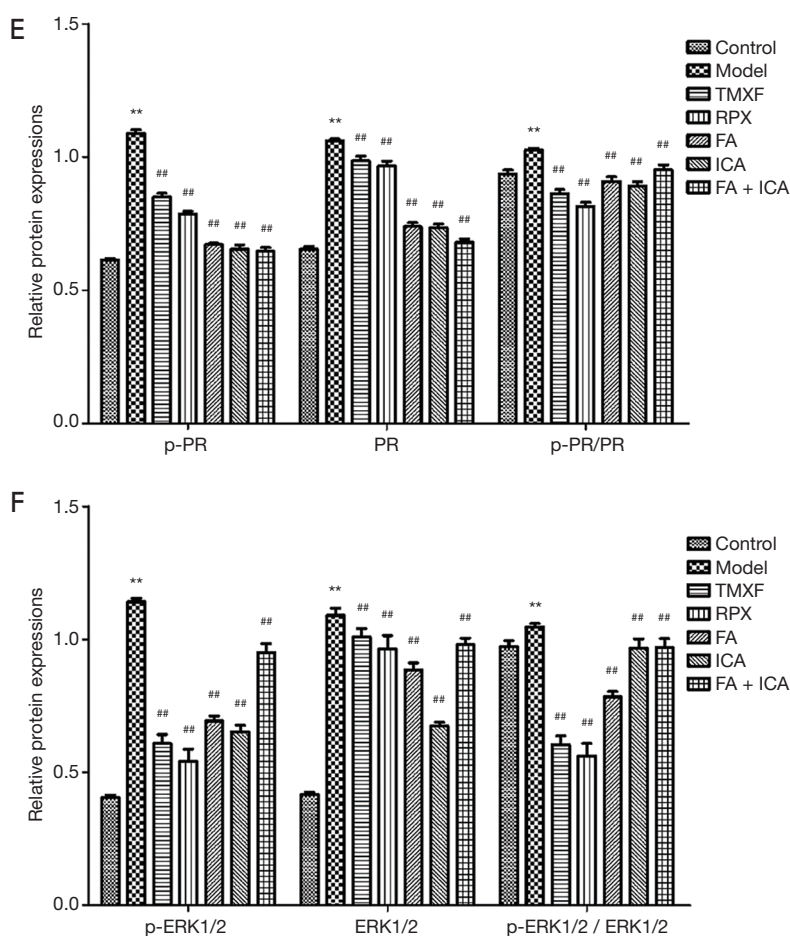 E
Relative protein expressions
1.5
1.0
0.5
0.0
** ## ## ## ## ##
** ## ## ## ## ##
** ## ## ## ## ##
p-PR PR p-PR/PR
Control
Model
TMXF
RPX
FA
ICA
FA + ICA
F
Relative protein expressions
1.5
1.0
0.5
0.0
** ## ## ## ## ##
** ## ## ## ## ##
** ## ## ## ## ##
p-ERK1/2 ERK1/2 p-ERK1/2 / ERK1/2
Control
Model
TMXF
RPX
FA
ICA
FA + ICA